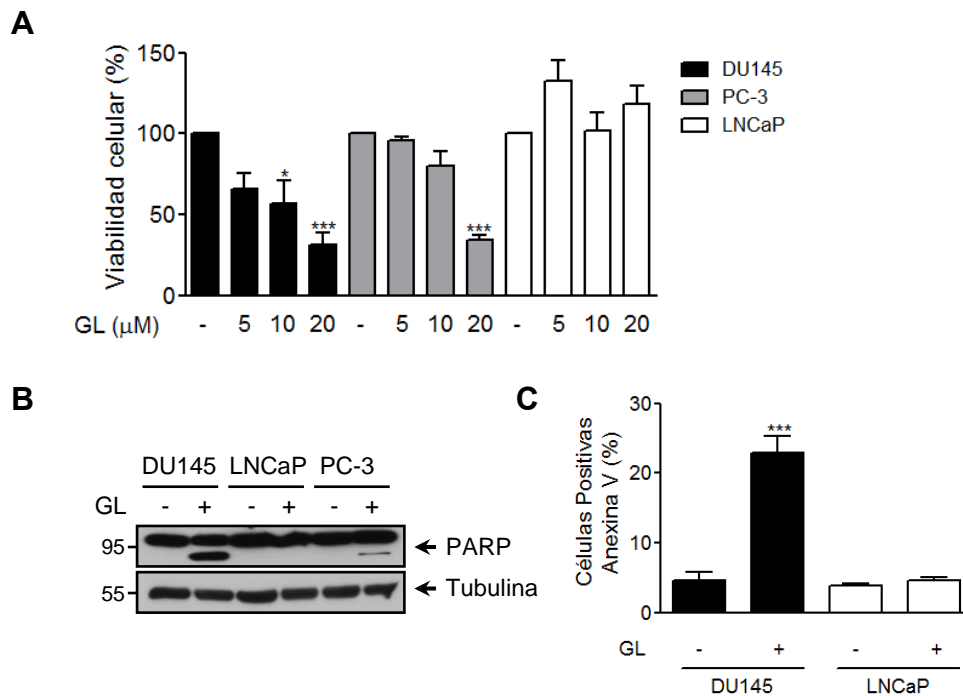 A
Viabilidad celular (%)
150
100
50
0
* *** ***
DU145
PC-3
LNCaP
GL (μM) - 5 10 20 - 5 10 20 - 5 10 20
B
DU145 LNCaP PC-3
GL - + - + - +
95
PARP
55
Tubulina
C
Células Positivas
Anexina V (%)
30
20
10
0
***
GL - + - +
DU145 LNCaP